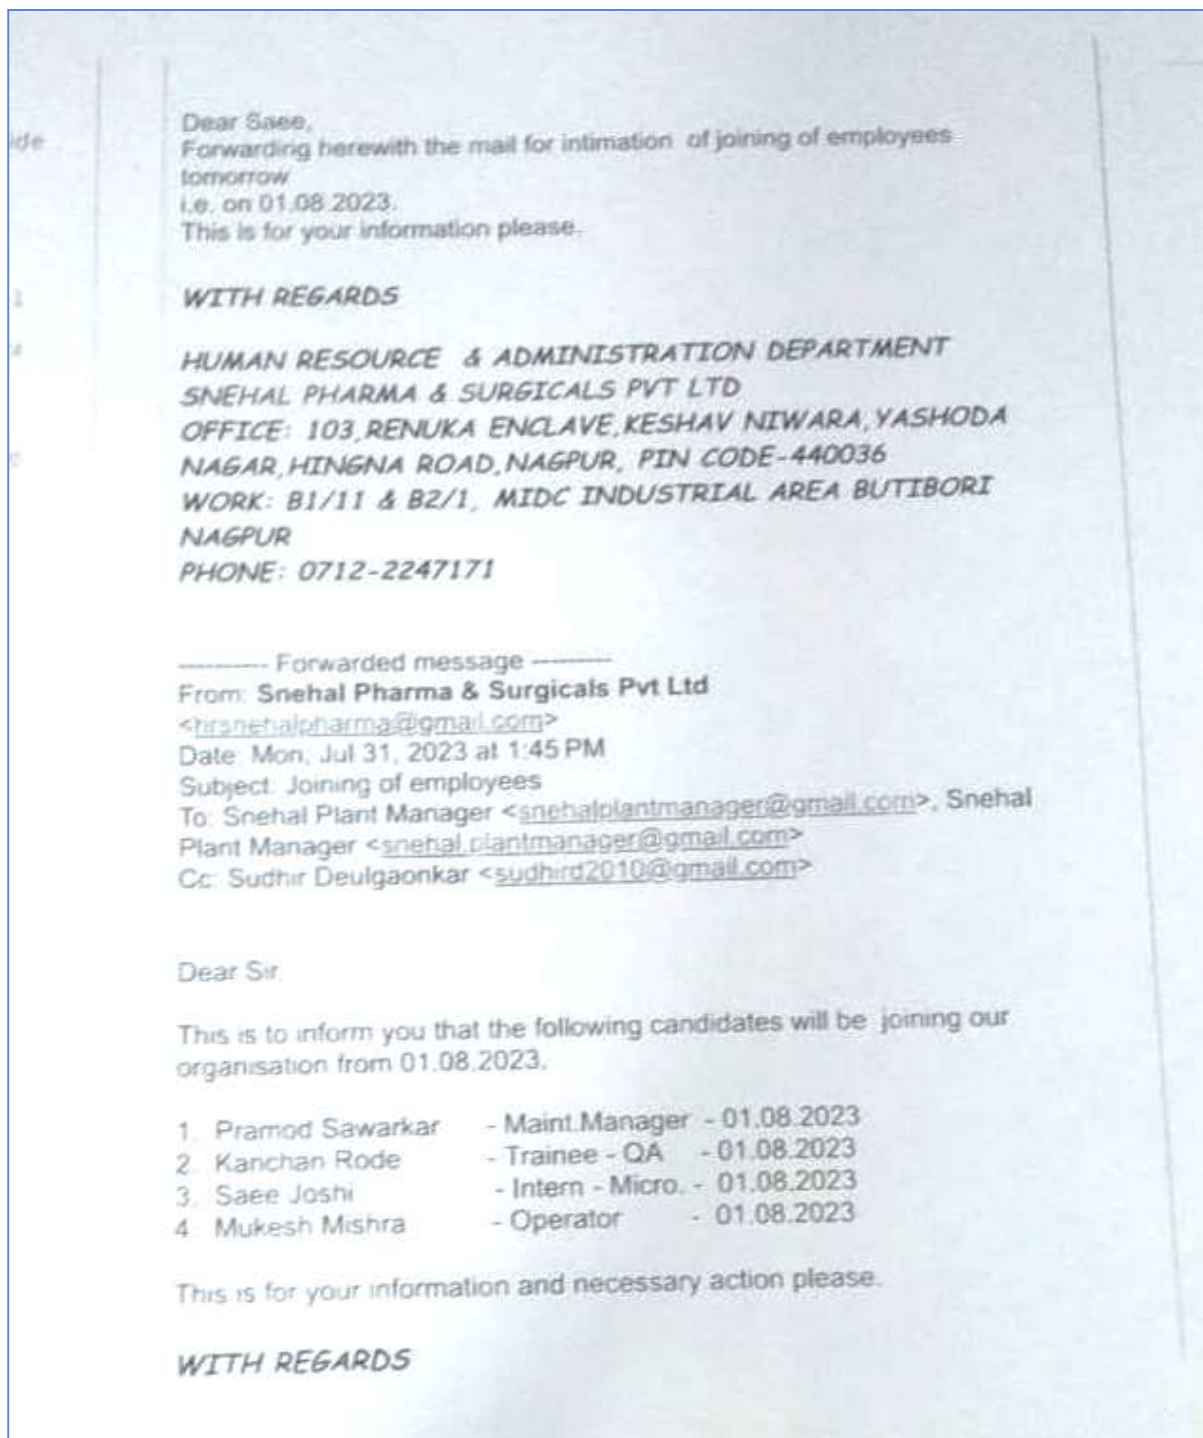 Dear Saee,
Forwarding herewith the mail for intimation of joining of employees
tomorrow
i.e. on 01.08.2023.
This is for your information please.
WITH REGARDS
HUMAN RESOURCE & ADMINISTRATION DEPARTMENT
SNEHAL PHARMA & SURGICALS PVT LTD
OFFICE: 103,RENUKA ENCLAVE,KESHAV NIWARA,YASHODA
NAGAR,HINGNA ROAD,NAGPUR, PIN CODE-440036
WORK: B1/11 & B2/1, MIDC INDUSTRIAL AREA BUTIBORI
NAGPUR
PHONE: 0712-2247171
---------- Forwarded message ---------
From: Snehal Pharma & Surgicals Pvt Ltd
<hrsnehalpharma@gmail.com>
Date: Mon, Jul 31, 2023 at 1:45 PM
Subject: Joining of employees
To: Snehal Plant Manager <snehalplantmanager@gmail.com>, Snehal
Plant Manager <snehal.plantmanager@gmail.com>
Cc: Sudhir Deulgaonkar <sudhird2010@gmail.com>
Dear Sir,
This is to inform you that the following candidates will be joining our
organisation from 01.08.2023.
1. Pramod Sawarkar - Maint.Manager - 01.08.2023
2. Kanchan Rode - Trainee - QA - 01.08.2023
3. Saee Joshi - Intern - Micro. - 01.08.2023
4. Mukesh Mishra - Operator - 01.08.2023
This is for your information and necessary action please.
WITH REGARDS